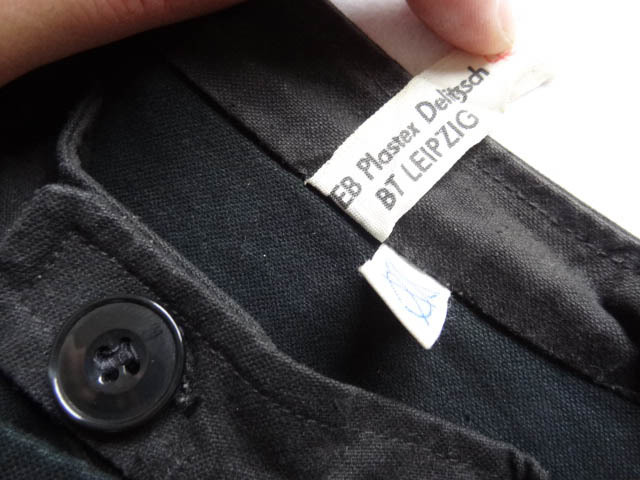 EB Plastex Delitzsch
BT LEIPZIG